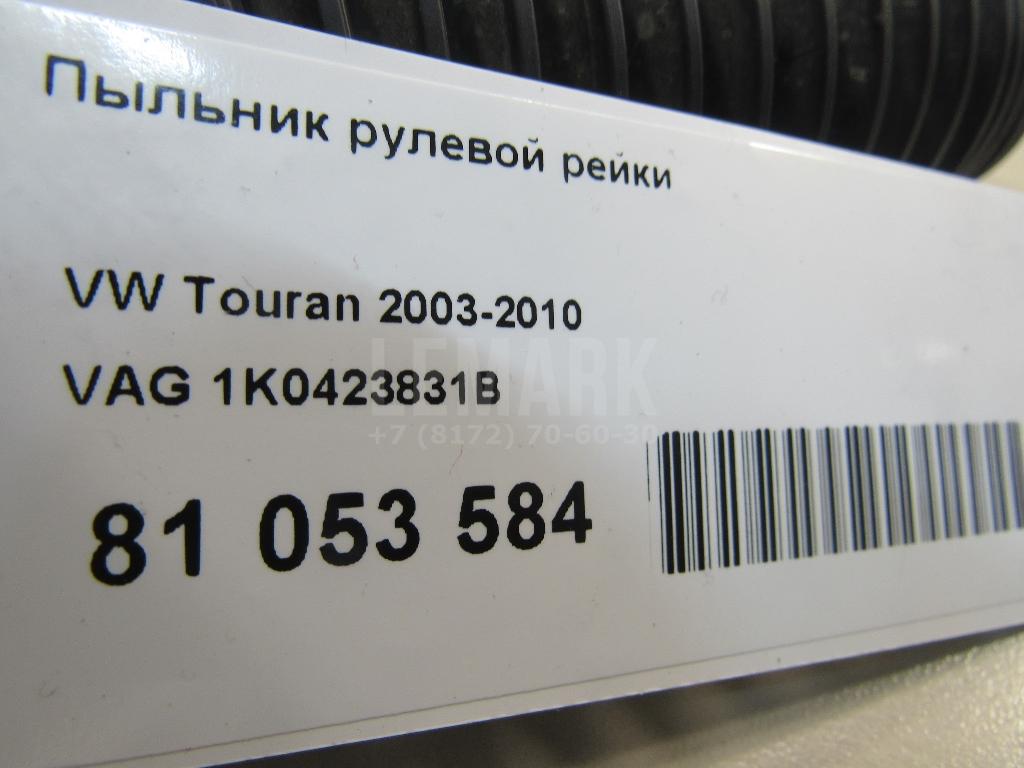 Пыльник рулевой рейки
VW Touran 2003-2010
VAG 1K0423831B
LEMARK
+7 (8172) 70-60-30
81 053 584